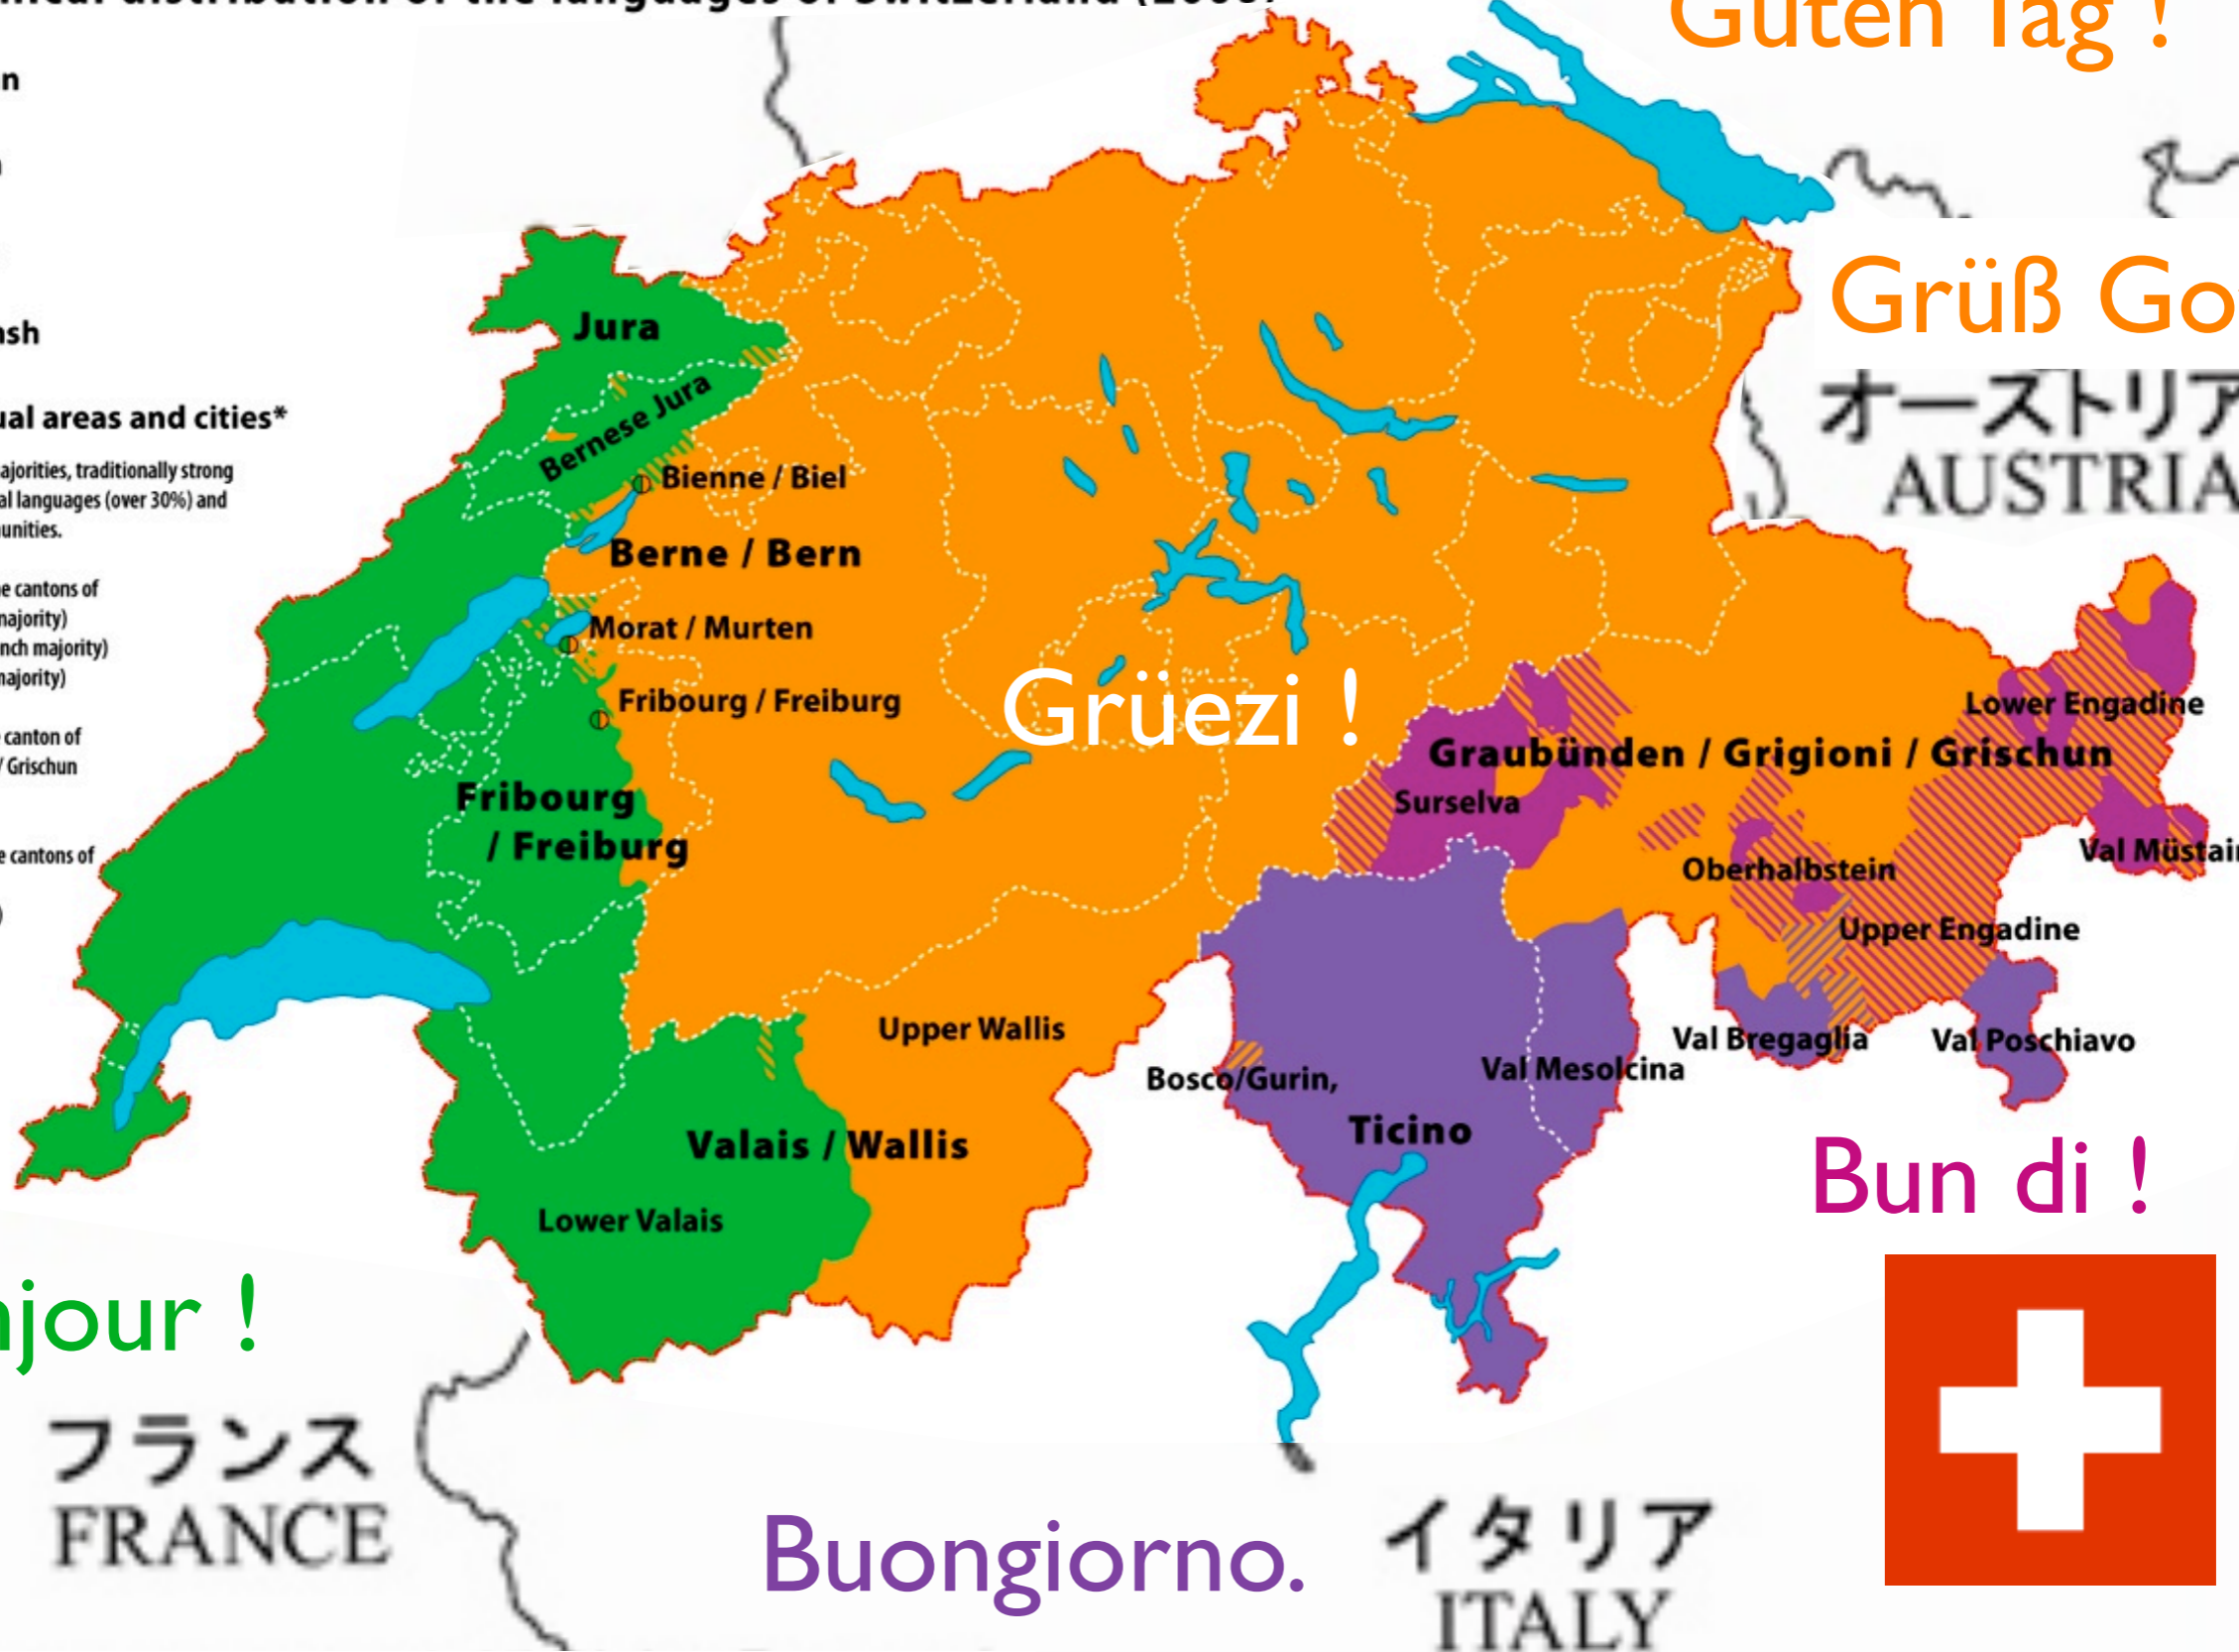 Guten Tag !
n
Grüß Go
ash
Jura
オーストリア
AUSTRIA
ual areas and cities*
Bernese Jura
ajorities, traditionally strong
al languages (over 30%) and
unities.
Bienne / Biel
Berne / Bern
e cantons of
majority)
nch majority)
majority)
Morat / Murten
Fribourg / Freiburg
Grüezi !
Lower Engadine
canton of
/ Grischun
Graubünden / Grigioni / Grischun
Surselva
Fribourg
/ Freiburg
e cantons of
)
Val Müstair
Oberhalbstein
Upper Engadine
Upper Wallis
Val Bregaglia
Val Poschiavo
Bosco/Gurin,
Val Mesolcina
Ticino
Valais / Wallis
Lower Valais
Bun di !
njour !
フランス
FRANCE
Buongiorno.
イタリア
ITALY